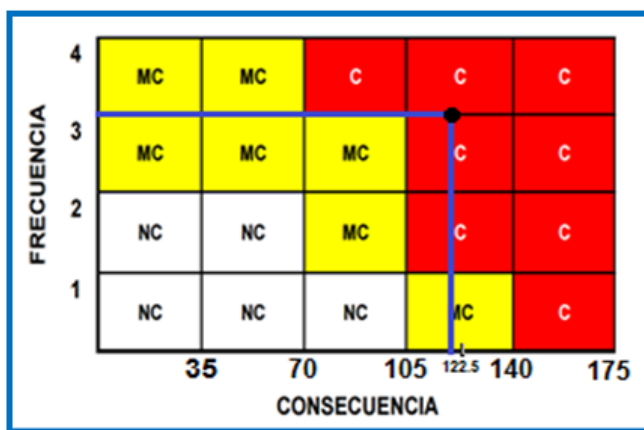 FRECUENCIA
4
MC MC C C C
3
MC MC MC C C
2
NC NC MC C C
1
NC NC NC MC C
35 70 105 122.5 140 175
CONSECUENCIA